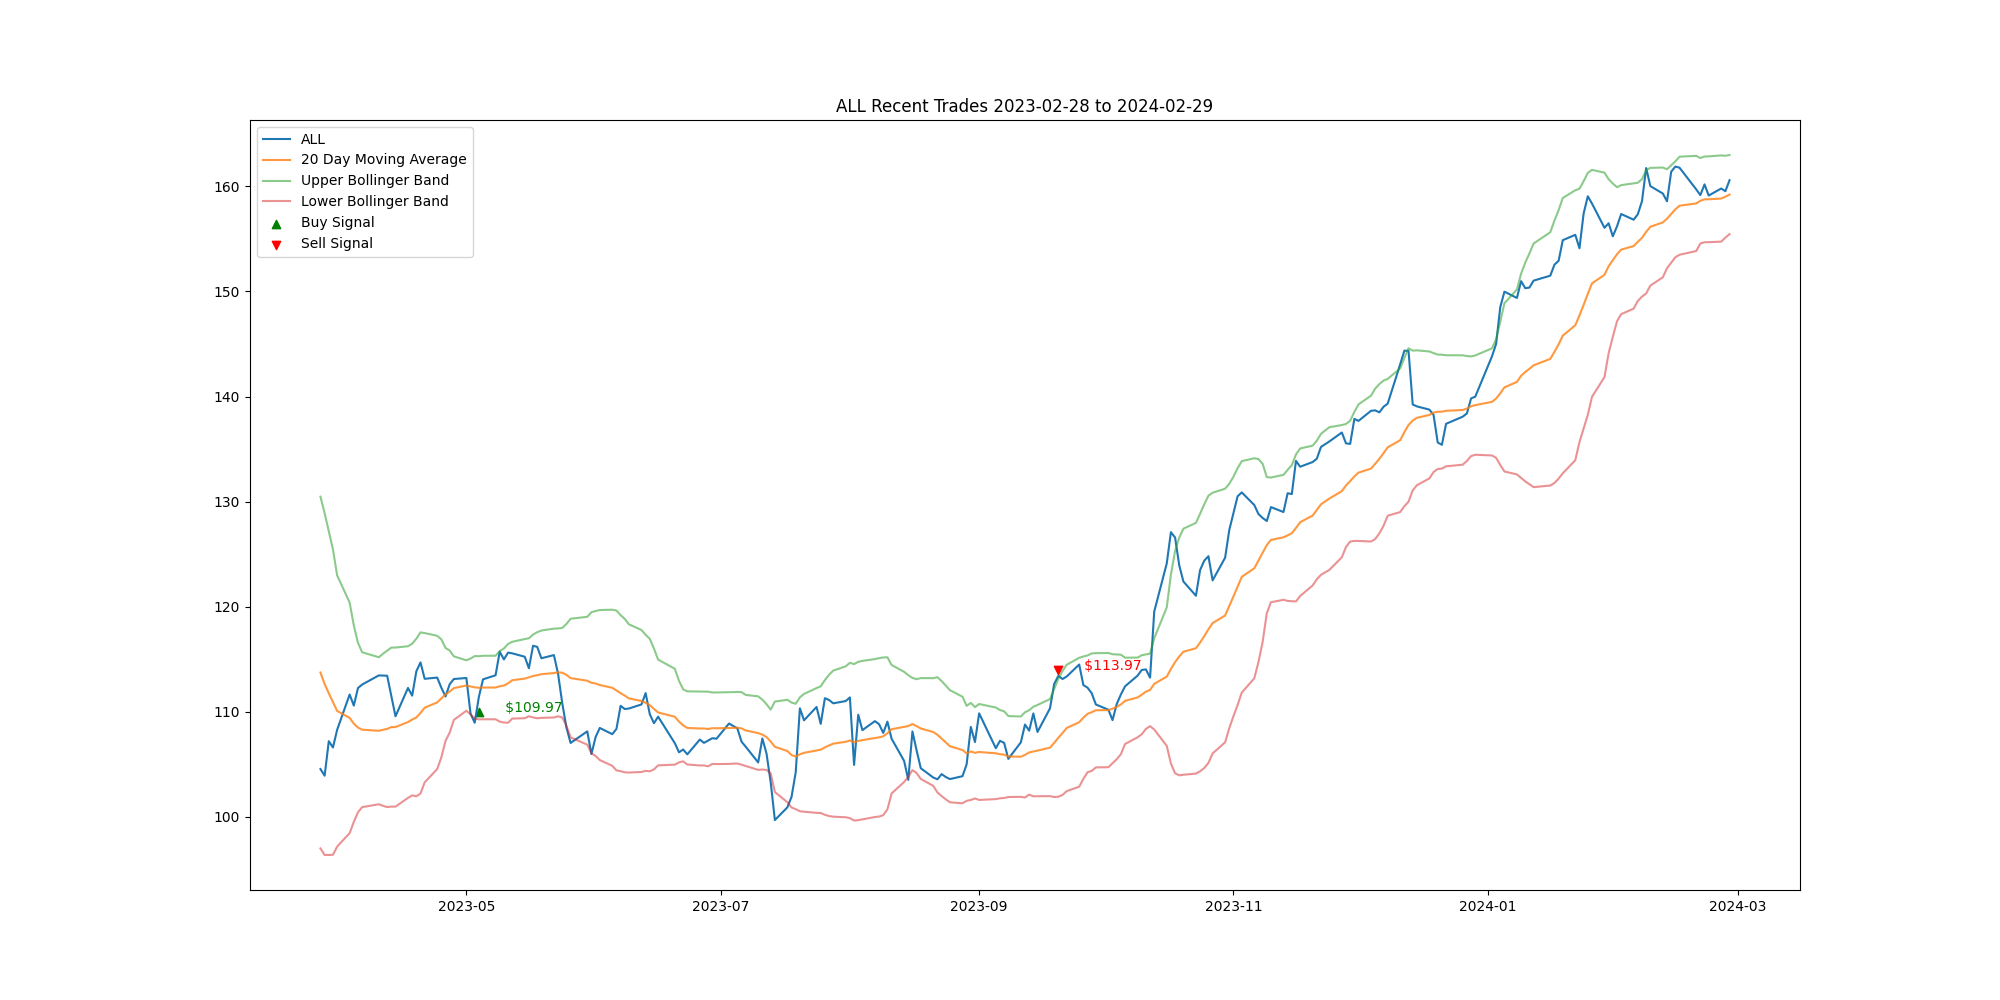 ALL Recent Trades 2023-02-28 to 2024-02-29
ALL
20 Day Moving Average
Upper Bollinger Band
Lower Bollinger Band
Buy Signal
Sell Signal
160
150
140
130
120
110
100
$113.97
$109.97
2023-05
2023-07
2023-09
2023-11
2024-01
2024-03